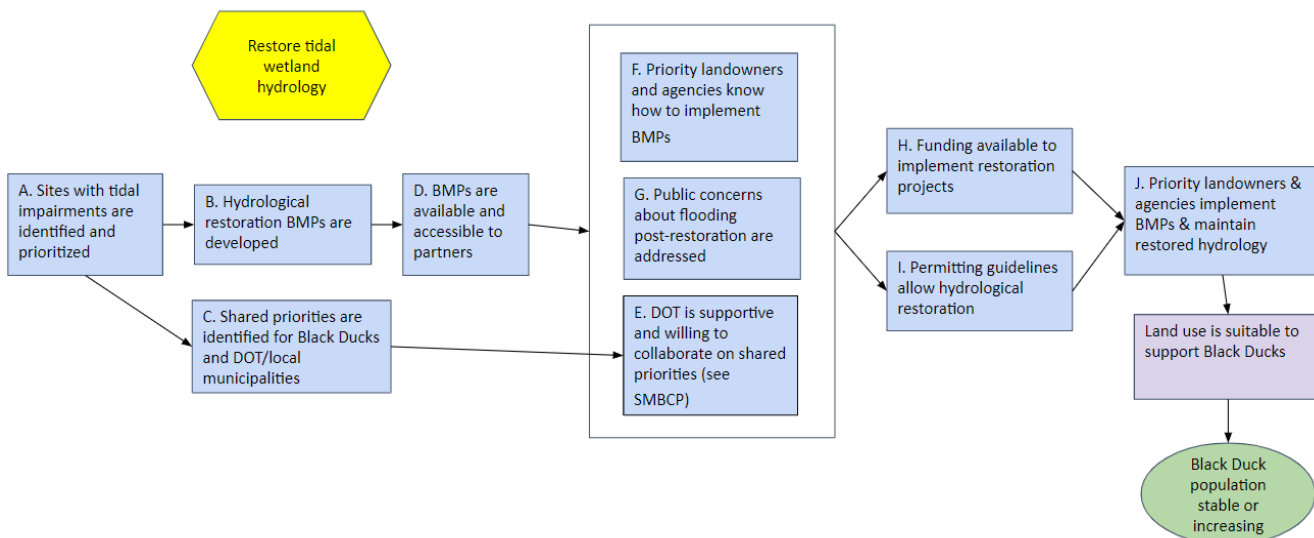 Restore tidal
wetland
hydrology
A. Sites with tidal
impairments are
identified and
prioritized
B. Hydrological
restoration BMPs are
developed
C. Shared priorities are
identified for Black Ducks
and DOT/local
municipalities
D. BMPs are
available and
accessible to
partners
F. Priority landowners
and agencies know
how to implement
BMPs
G. Public concerns
about flooding
post-restoration are
addressed
E. DOT is supportive
and willing to
collaborate on shared
priorities (see
SMBCP)
H. Funding available to
implement restoration
projects
I. Permitting guidelines
allow hydrological
restoration
J. Priority landowners &
agencies implement
BMPs & maintain
restored hydrology
Land use is suitable to
support Black Ducks
Black Duck
population
stable or
increasing